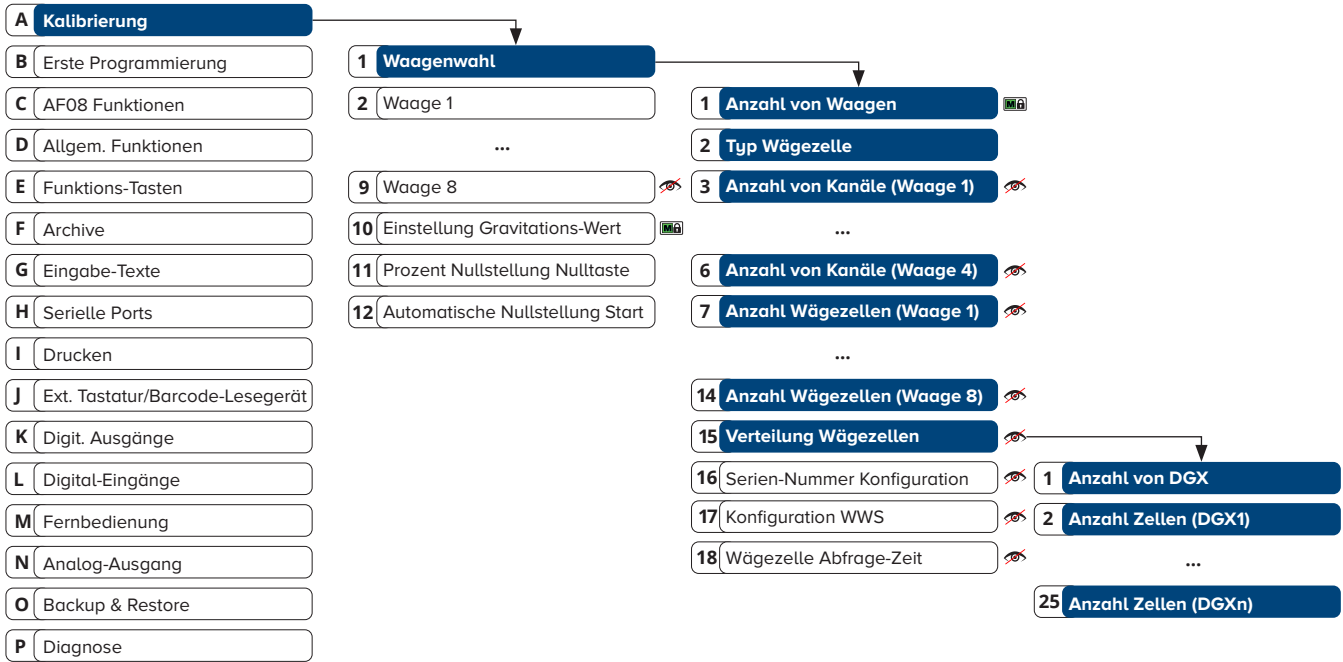 A Kalibrierung
B Erste Programmierung
C AF08 Funktionen
D Allgem. Funktionen
E Funktions-Tasten
F Archive
G Eingabe-Texte
H Serielle Ports
I Drucken
J Ext. Tastatur/Barcode-Lesegerät
K Digit. Ausgänge
L Digital-Eingänge
M Fernbedienung
N Analog-Ausgang
O Backup & Restore
P Diagnose
1 Waagenwahl
2 Waage 1
...
9 Waage 8
10 Einstellung Gravitations-Wert M
11 Prozent Nullstellung Nulltaste
12 Automatische Nullstellung Start
1 Anzahl von Waagen M
2 Typ Wägezelle
3 Anzahl von Kanäle (Waage 1)
...
6 Anzahl von Kanäle (Waage 4)
7 Anzahl Wägezellen (Waage 1)
...
14 Anzahl Wägezellen (Waage 8)
15 Verteilung Wägezellen
16 Serien-Nummer Konfiguration
17 Konfiguration WWS
18 Wägezelle Abfrage-Zeit
1 Anzahl von DGX
2 Anzahl Zellen (DGX1)
...
25 Anzahl Zellen (DGXn)